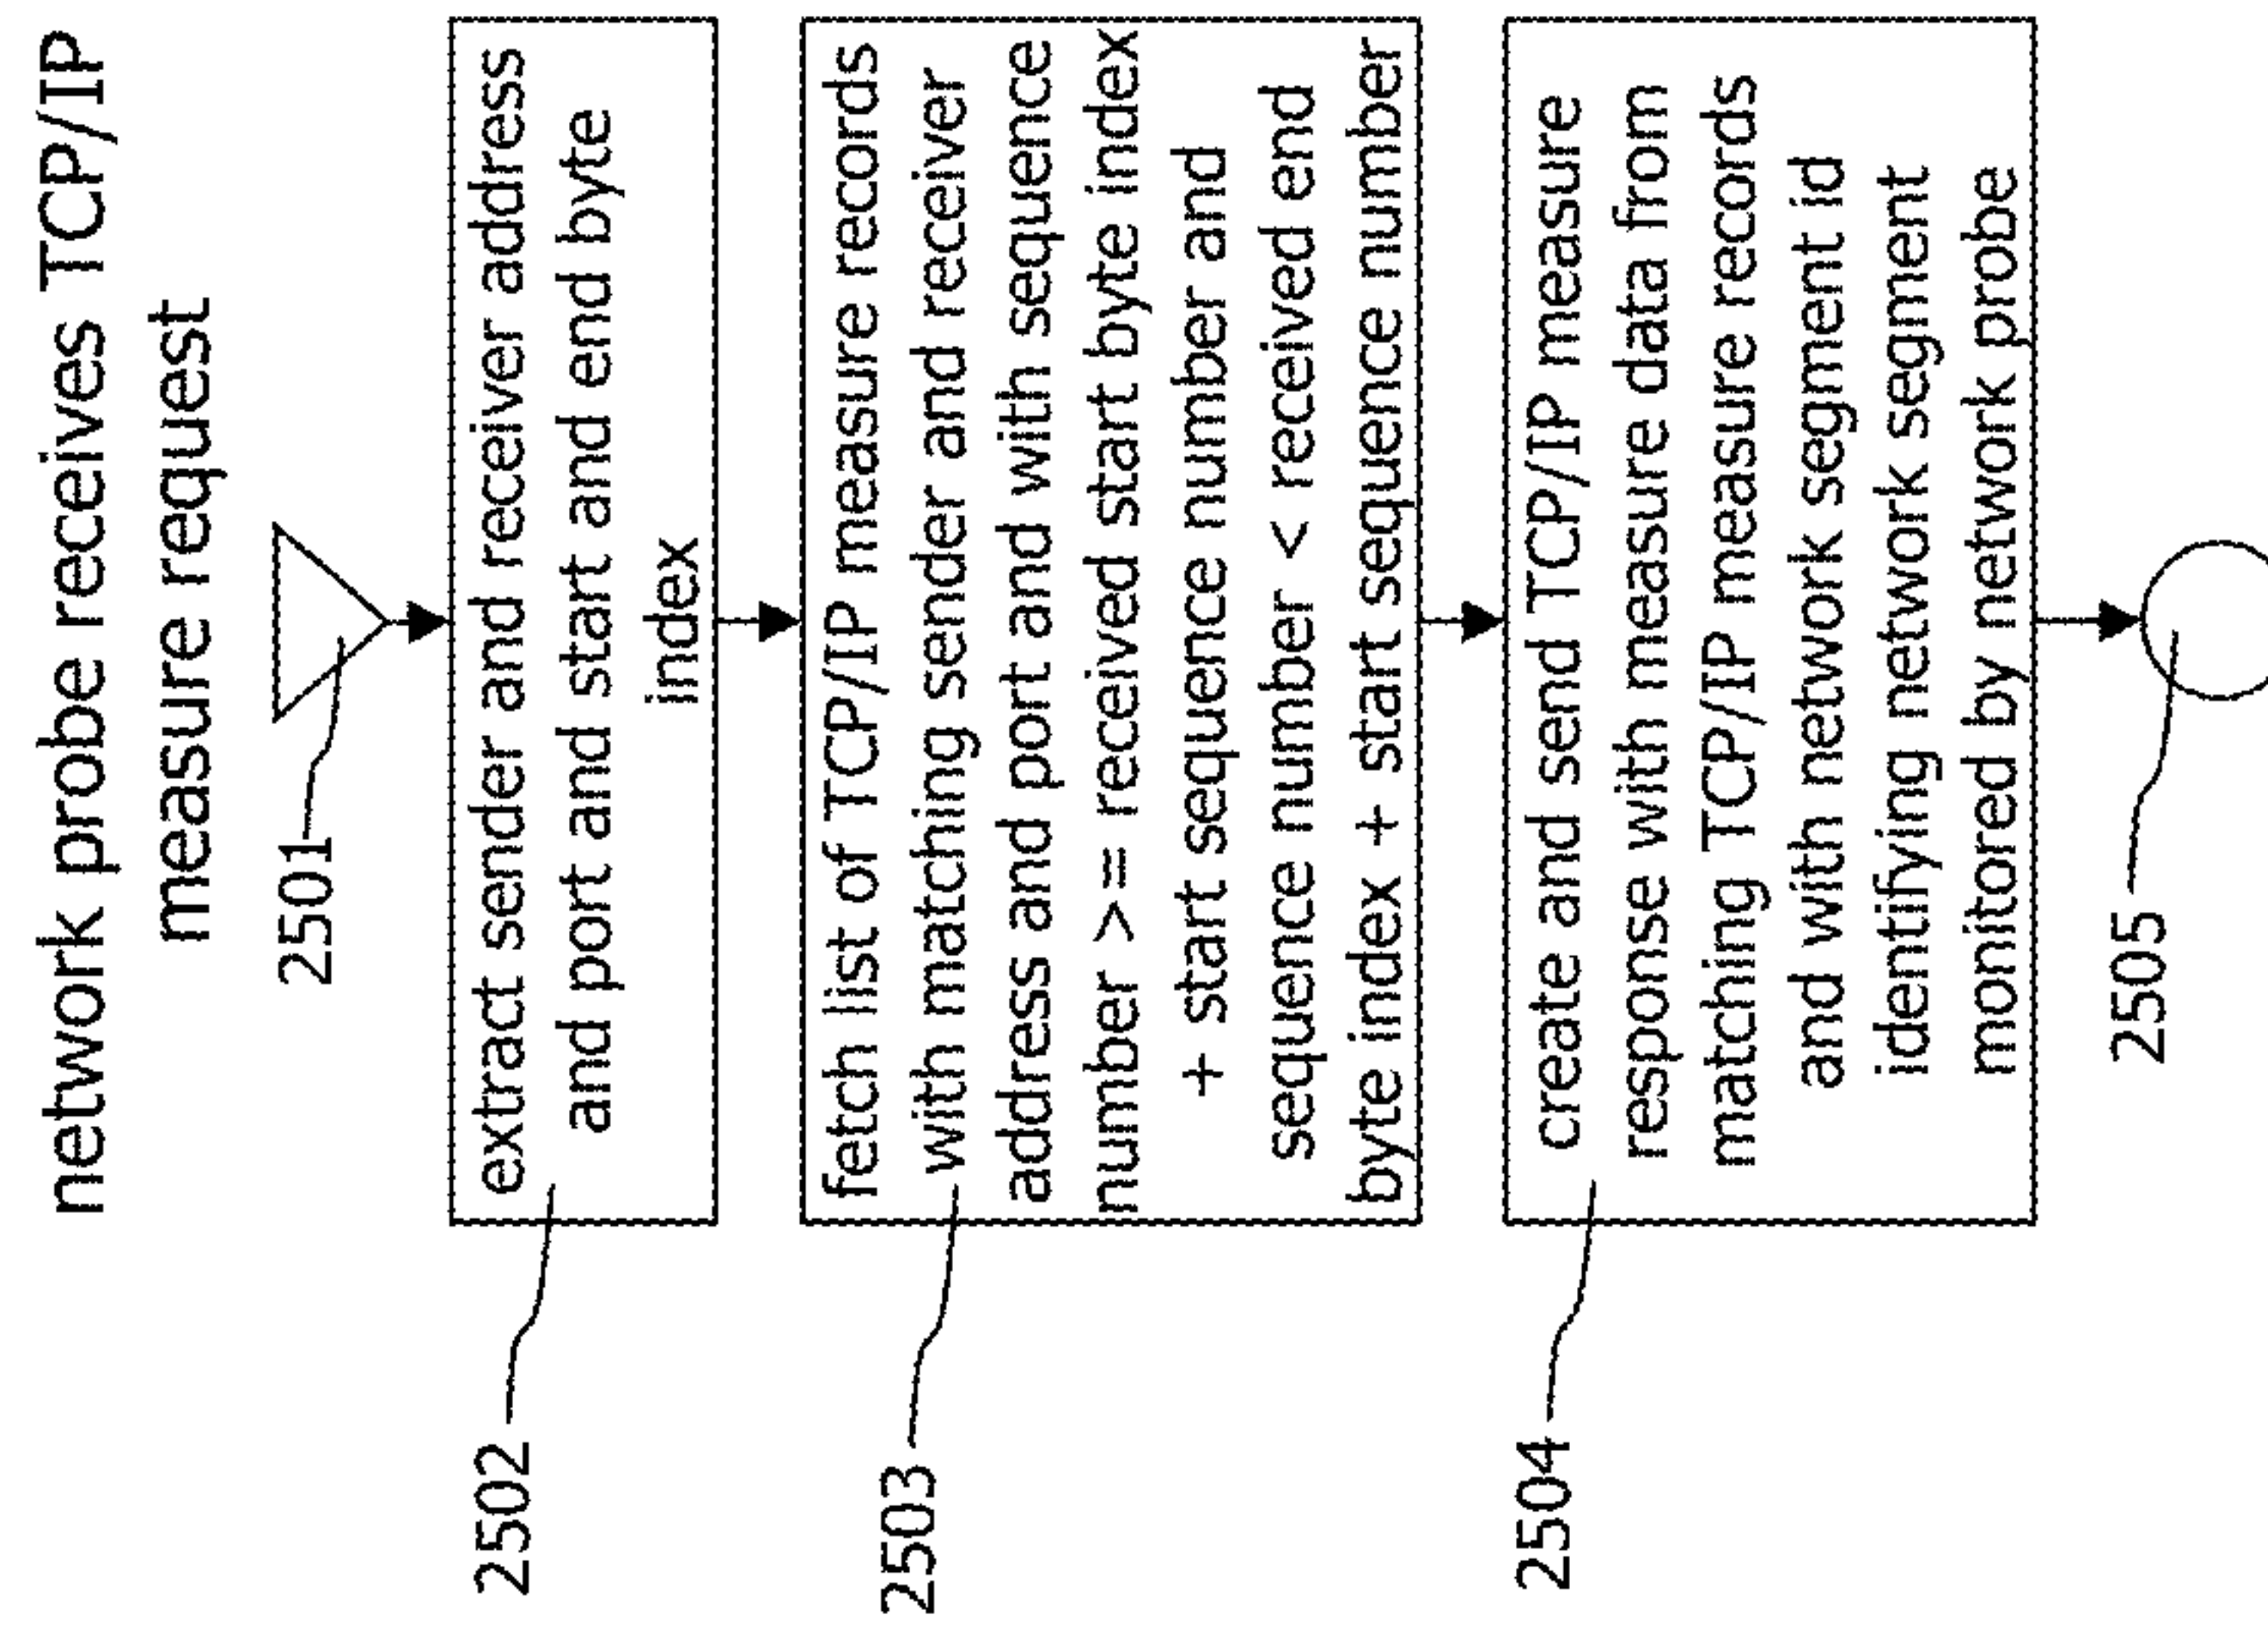 network probe receives TCP/IP
measure request
2501
2502
extract sender and receiver address
and port and start and end byte
index
2503
fetch list of TCP/IP measure records
with matching sender and receiver
address and port and with sequence
number >= received start byte index
+ start sequence number and
sequence number < received end
byte index + start sequence number
2504
create and send TCP/IP measure
response with measure data from
matching TCP/IP measure records
and with network segment id
identifying network segment
monitored by network probe
2505